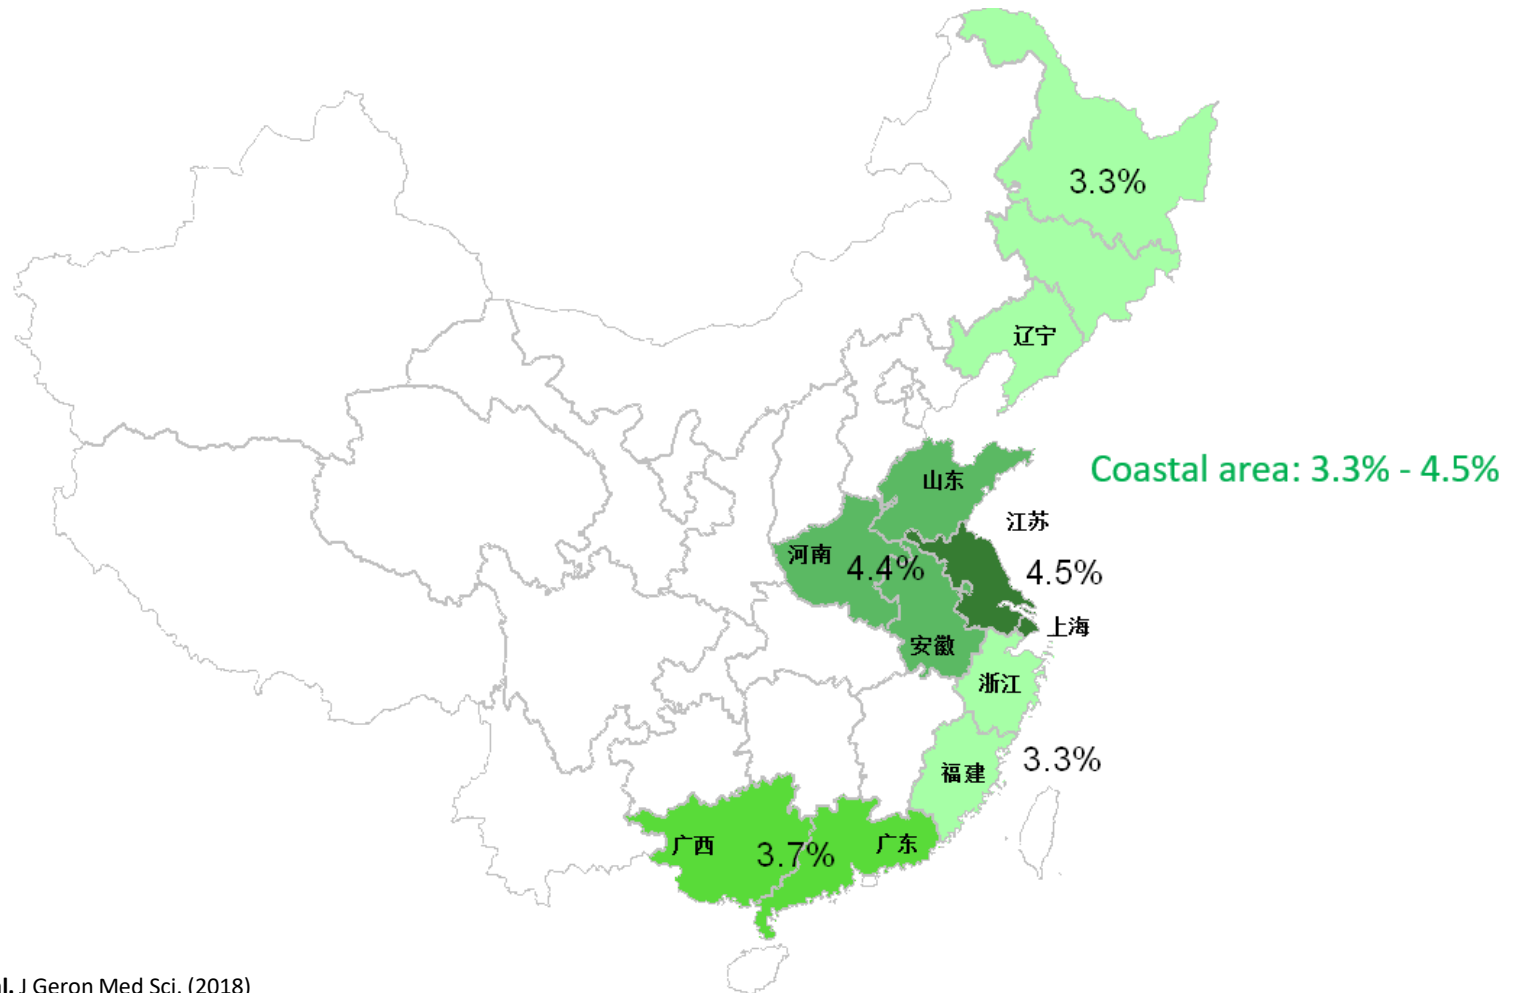 3.3%
辽宁
Coastal area: 3.3% - 4.5%
山东
江苏
河南
4.4%
4.5%
上海
安徽
浙江
3.3%
福建
广西
3.7%
广东
l. J Geron Med Sci. (2018)